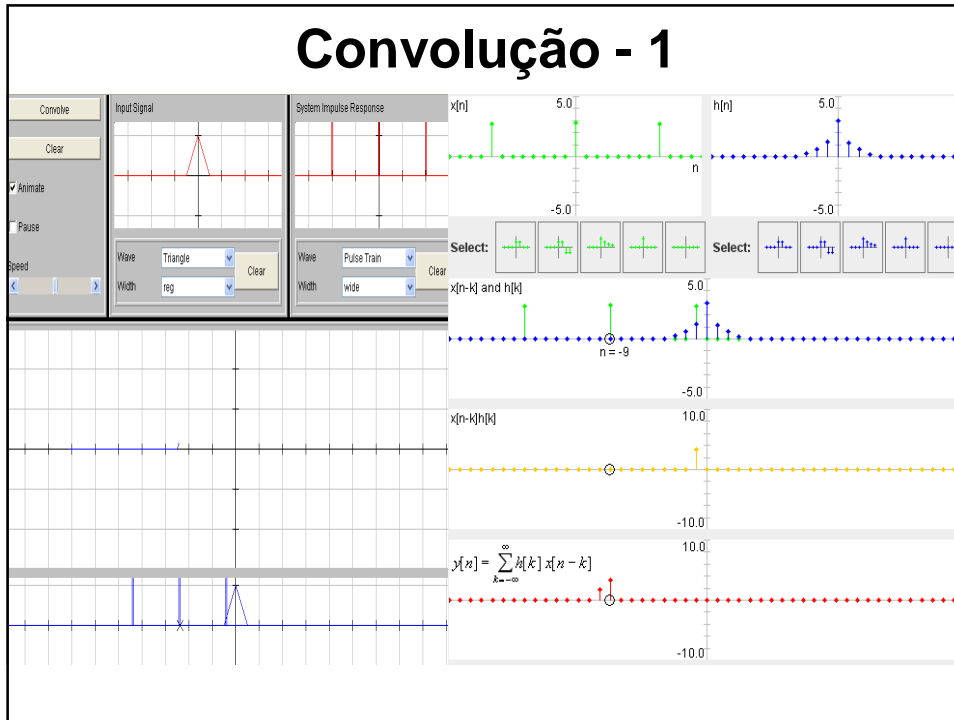 Convolução - 1
Convolve
Clear
Animate
Pause
Speed
Input Signal
Wave
Triangle
Width
reg
Clear
System Impulse Response
Wave
Pulse Train
Width
wide
Clear
x[n]
5.0
n
-5.0
h[n]
5.0
-5.0
Select:
Select:
x[n-k] and h[k]
5.0
n = -9
-5.0
x[n-k]h[k]
10.0
-10.0
y[n] = ∞∑k=-∞ h[k] x[n - k]
10.0
-10.0